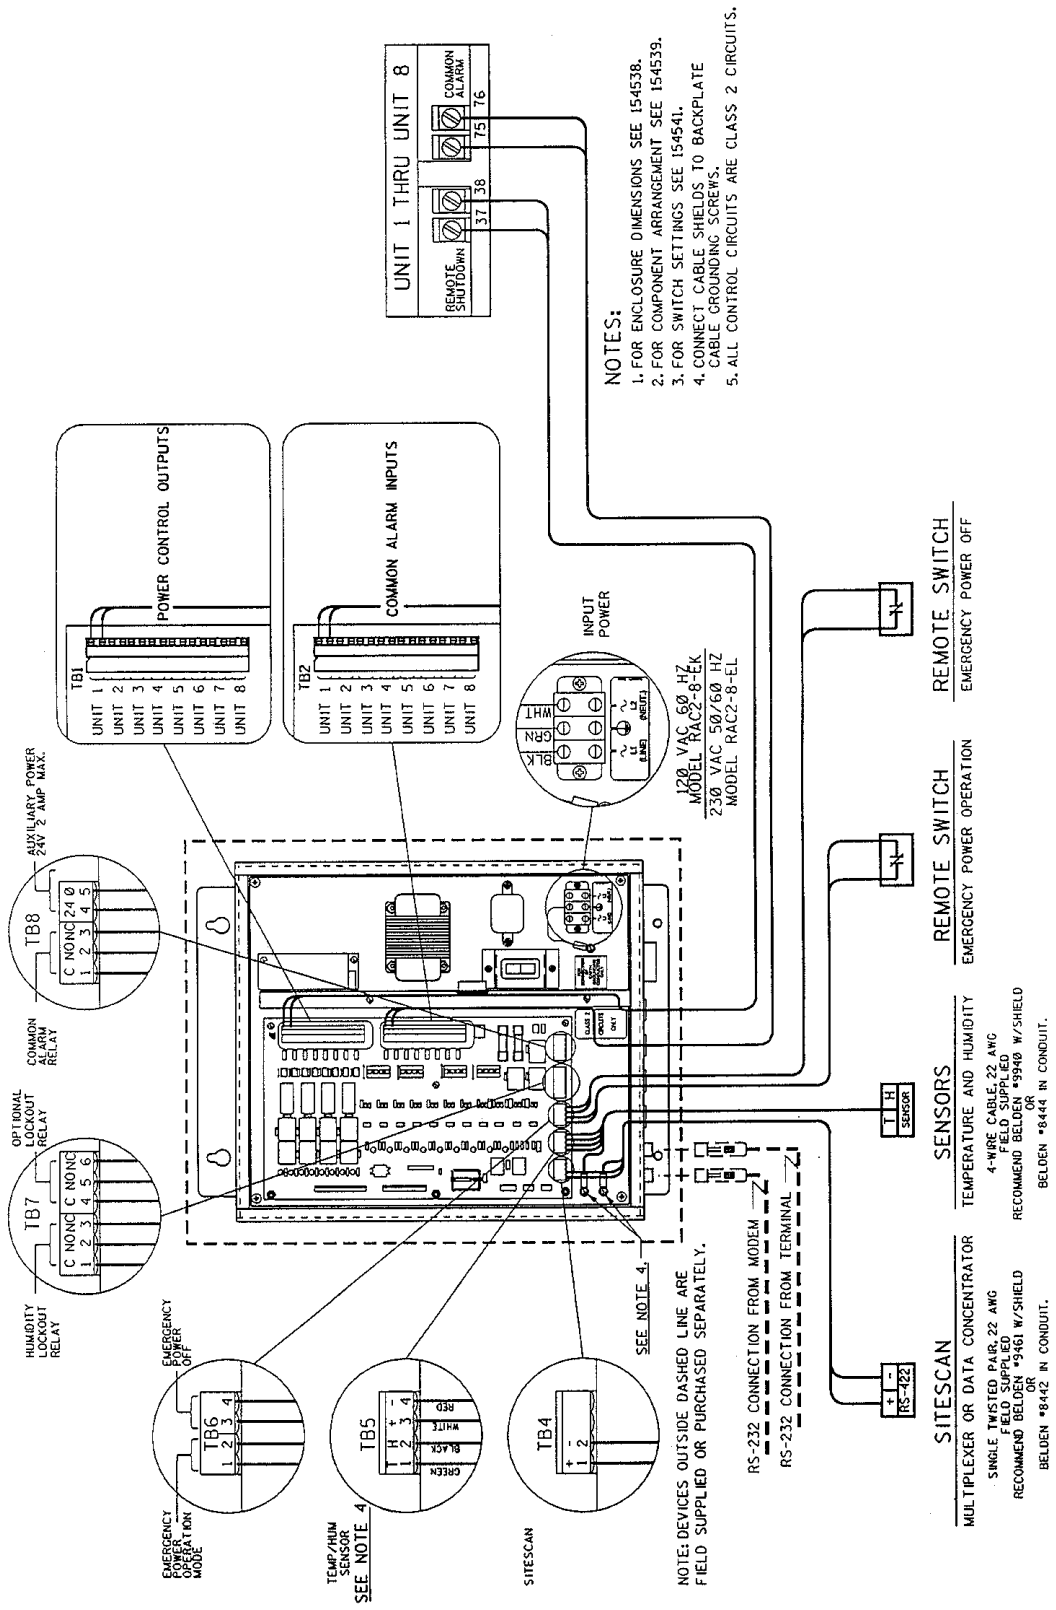 HUMIDITY
LOCKOUT
RELAY
TB7
C NO NC C NO NC
1 2 3 4 5 6
OPTIONAL
LOCKOUT
RELAY
COMMON
ALARM
RELAY
TB8
C NO NC 24 0
1 2 3 4 5
AUXILIARY POWER
24V 2 AMP MAX.
TB1
UNIT 1
UNIT 2
UNIT 3
UNIT 4
UNIT 5
UNIT 6
UNIT 7
UNIT 8
POWER CONTROL OUTPUTS
TB2
UNIT 1
UNIT 2
UNIT 3
UNIT 4
UNIT 5
UNIT 6
UNIT 7
UNIT 8
COMMON ALARM INPUTS
UNIT 1 THRU UNIT 8
REMOTE
SHUTDOWN
37 38
COMMON
ALARM
75 76
NOTES:
1. FOR ENCLOSURE DIMENSIONS SEE 154538.
2. FOR COMPONENT ARRANGEMENT SEE 154539.
3. FOR SWITCH SETTINGS SEE 154541.
4. CONNECT CABLE SHIELDS TO BACKPLATE
CABLE GROUNDING SCREWS.
5. ALL CONTROL CIRCUITS ARE CLASS 2 CIRCUITS.
EMERGENCY
POWER
OPERATION
MODE
TB6
1 2 3 4
EMERGENCY
POWER
OFF
TEMP/HUM
SENSOR
SEE NOTE 4
TB5
T H + -
1 2 3 4
GREEN
BLACK
WHITE
RED
SITESCAN
TB4
+ -
1 2
CLASS 2
CIRCUITS
ONLY
INPUT
POWER
BLK
GRN
WHT
L1
(LINE)
L2
(NEUT.)
120 VAC 60 HZ
MODEL RAC2-8-EK
230 VAC 50/60 HZ
MODEL RAC2-8-EL
SEE NOTE 4.
NOTE: DEVICES OUTSIDE DASHED LINE ARE
FIELD SUPPLIED OR PURCHASED SEPARATELY.
RS-232 CONNECTION FROM MODEM
RS-232 CONNECTION FROM TERMINAL
+ -
RS-422
SITESCAN
MULTIPLEXER OR DATA CONCENTRATOR
SINGLE TWISTED PAIR, 22 AWG
FIELD SUPPLIED
RECOMMEND BELDEN #9461 W/SHIELD
OR
BELDEN #8442 IN CONDUIT.
T H
SENSOR
SENSORS
TEMPERATURE AND HUMIDITY
4-WIRE CABLE, 22 AWG
FIELD SUPPLIED
RECOMMEND BELDEN #9940 W/SHIELD
OR
BELDEN #8444 IN CONDUIT.
REMOTE SWITCH
EMERGENCY POWER OPERATION
REMOTE SWITCH
EMERGENCY POWER OFF